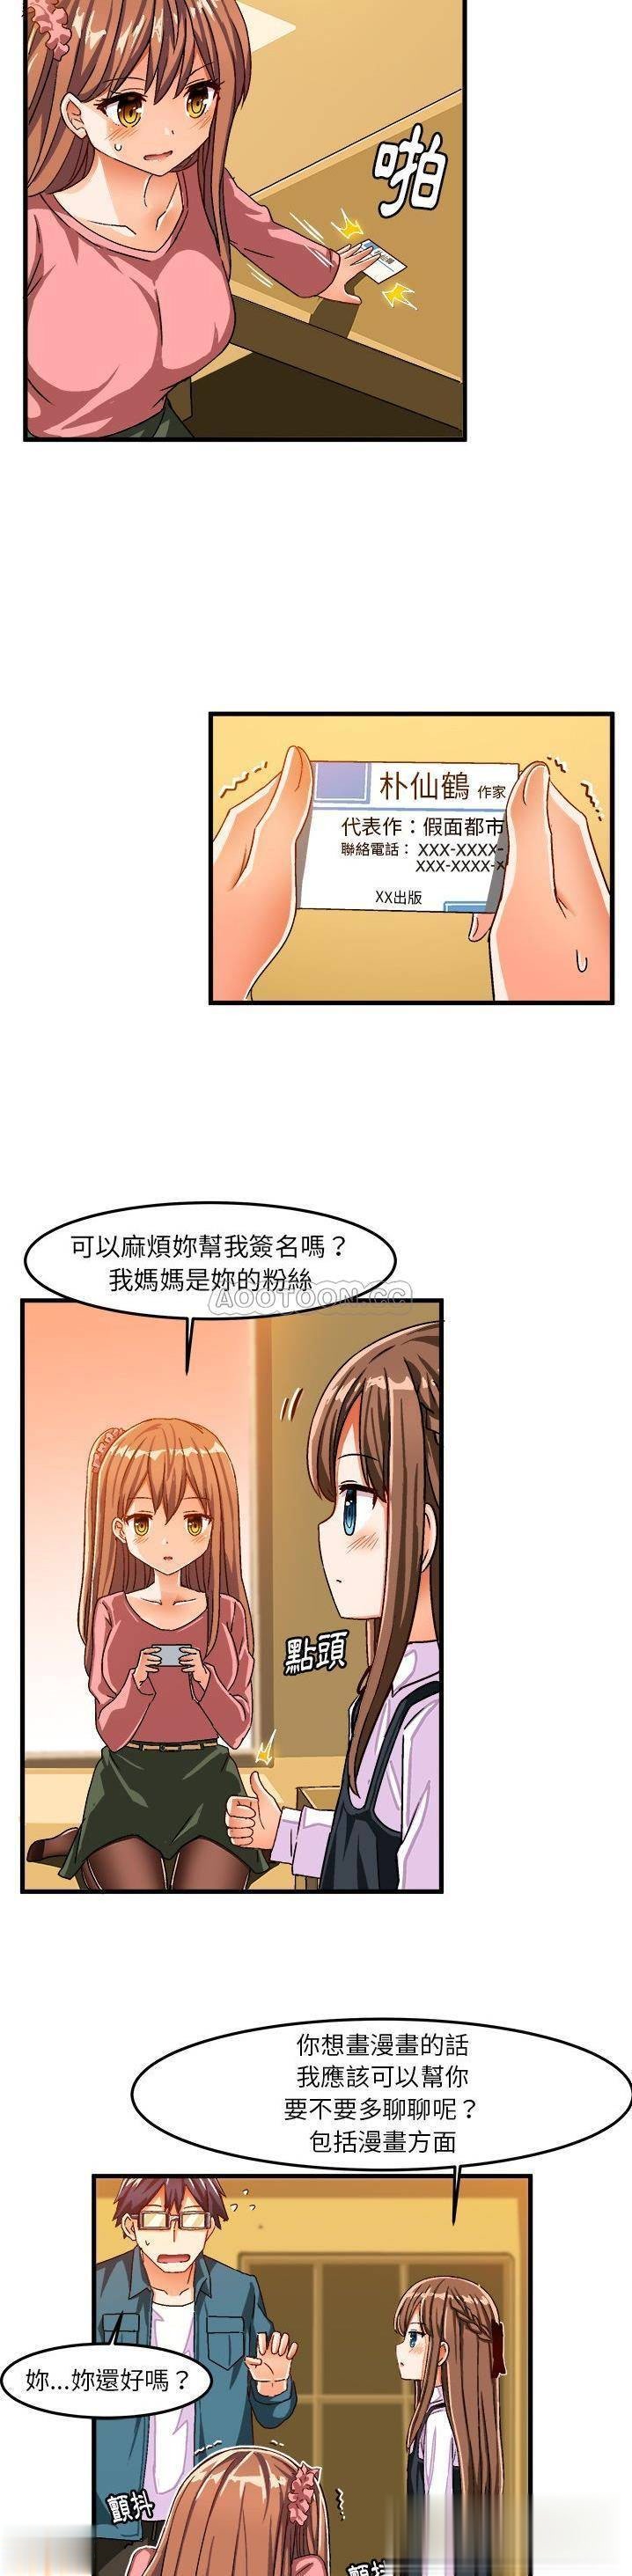 啪
朴仙鶴 作家
代表作：假面都市
聯絡電話： XXX-XXXX-
XXX-XXXX-X
XX出版
可以麻煩妳幫我簽名嗎？
我媽媽是妳的粉絲
AOOTOON.CC
點頭
你想畫漫畫的話
我應該可以幫你
要不要多聊聊呢？
包括漫畫方面
妳...妳還好嗎？
顫抖
顫抖